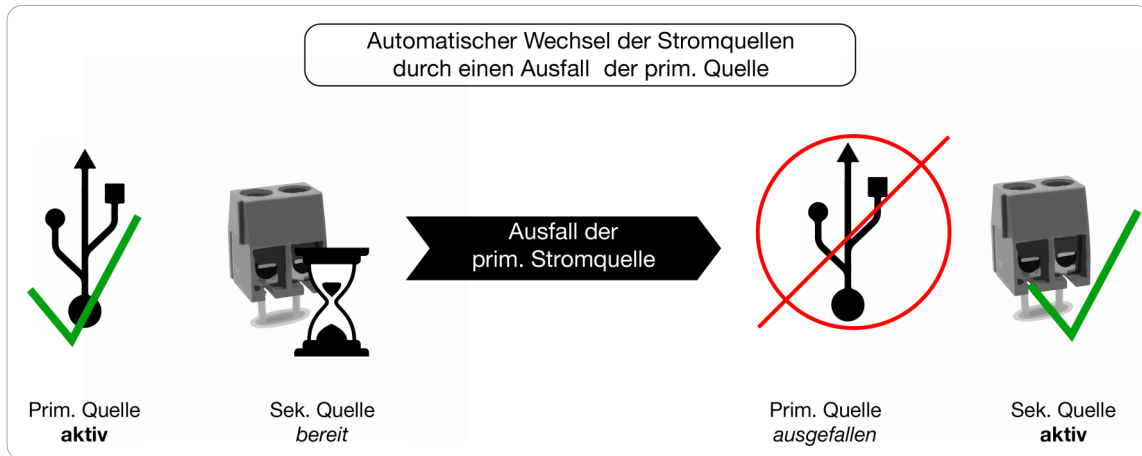 Automatischer Wechsel der Stromquellen
durch einen Ausfall der prim. Quelle
Ausfall der
prim. Stromquelle
Prim. Quelle
aktiv
Sek. Quelle
bereit
Prim. Quelle
ausgefallen
Sek. Quelle
aktiv